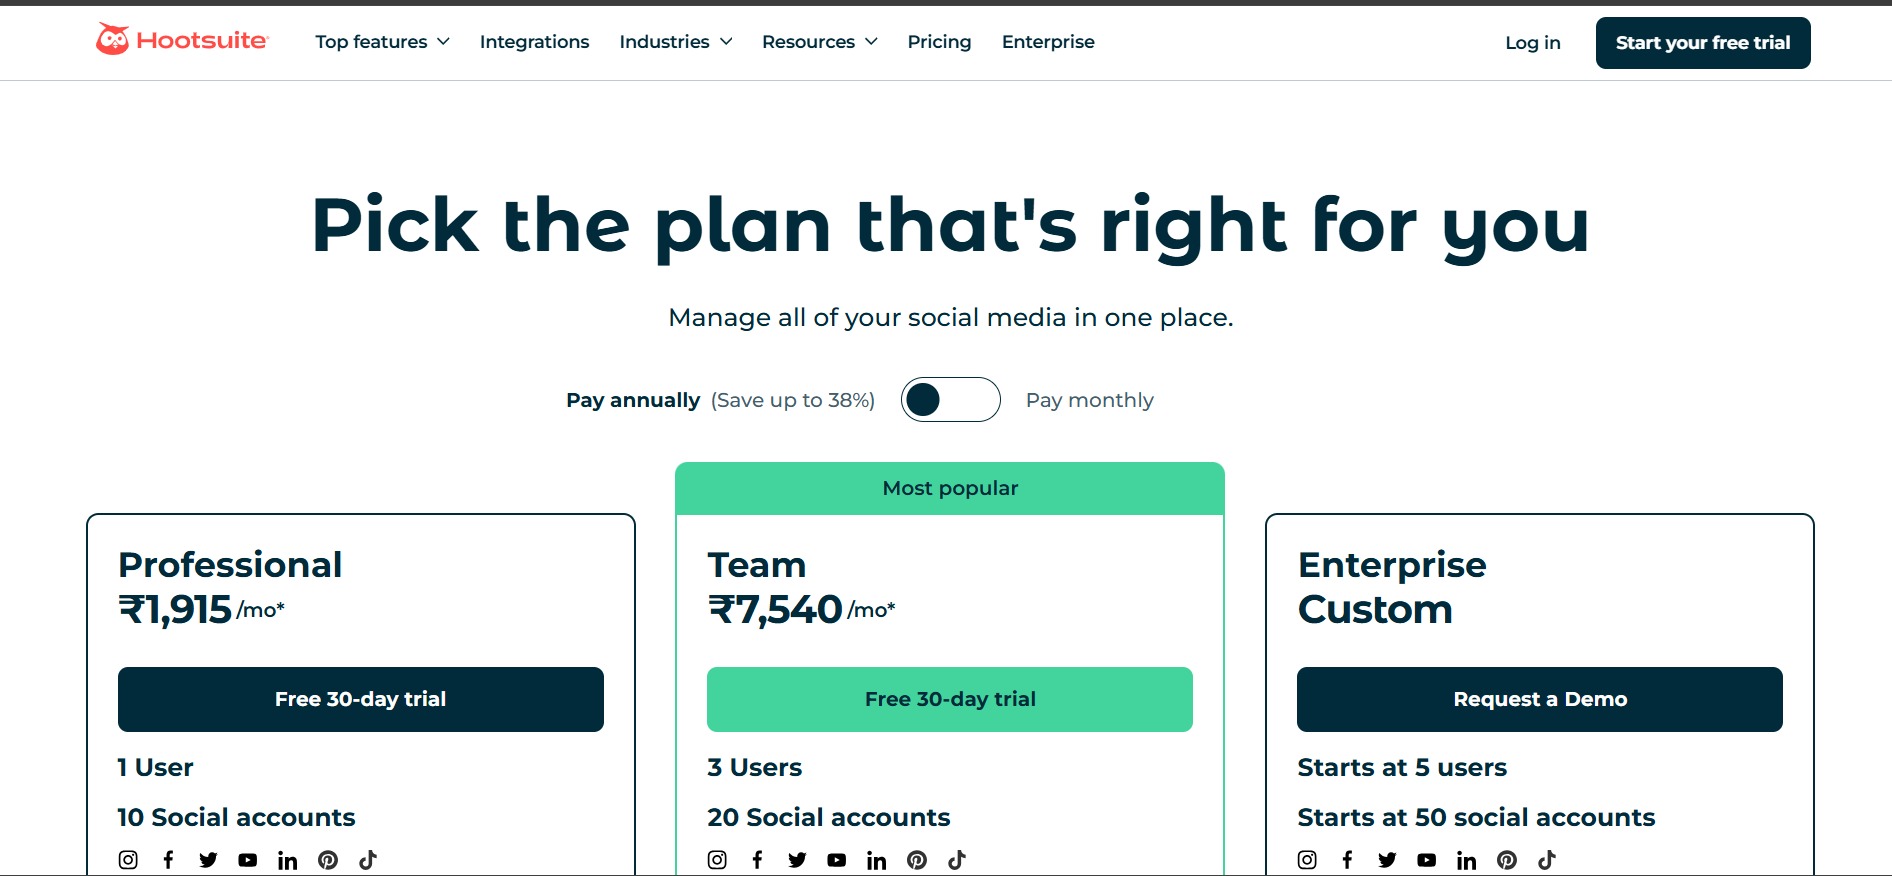 Hootsuite
Top features
Integrations
Industries
Resources
Pricing
Enterprise
Log in
Start your free trial
Pick the plan that's right for you
Manage all of your social media in one place.
Pay annually (Save up to 38%)
Pay monthly
Most popular
Professional
₹1,915 /mo*
Free 30-day trial
1 User
10 Social accounts
Team
₹7,540 /mo*
Free 30-day trial
3 Users
20 Social accounts
Enterprise
Custom
Request a Demo
Starts at 5 users
Starts at 50 social accounts